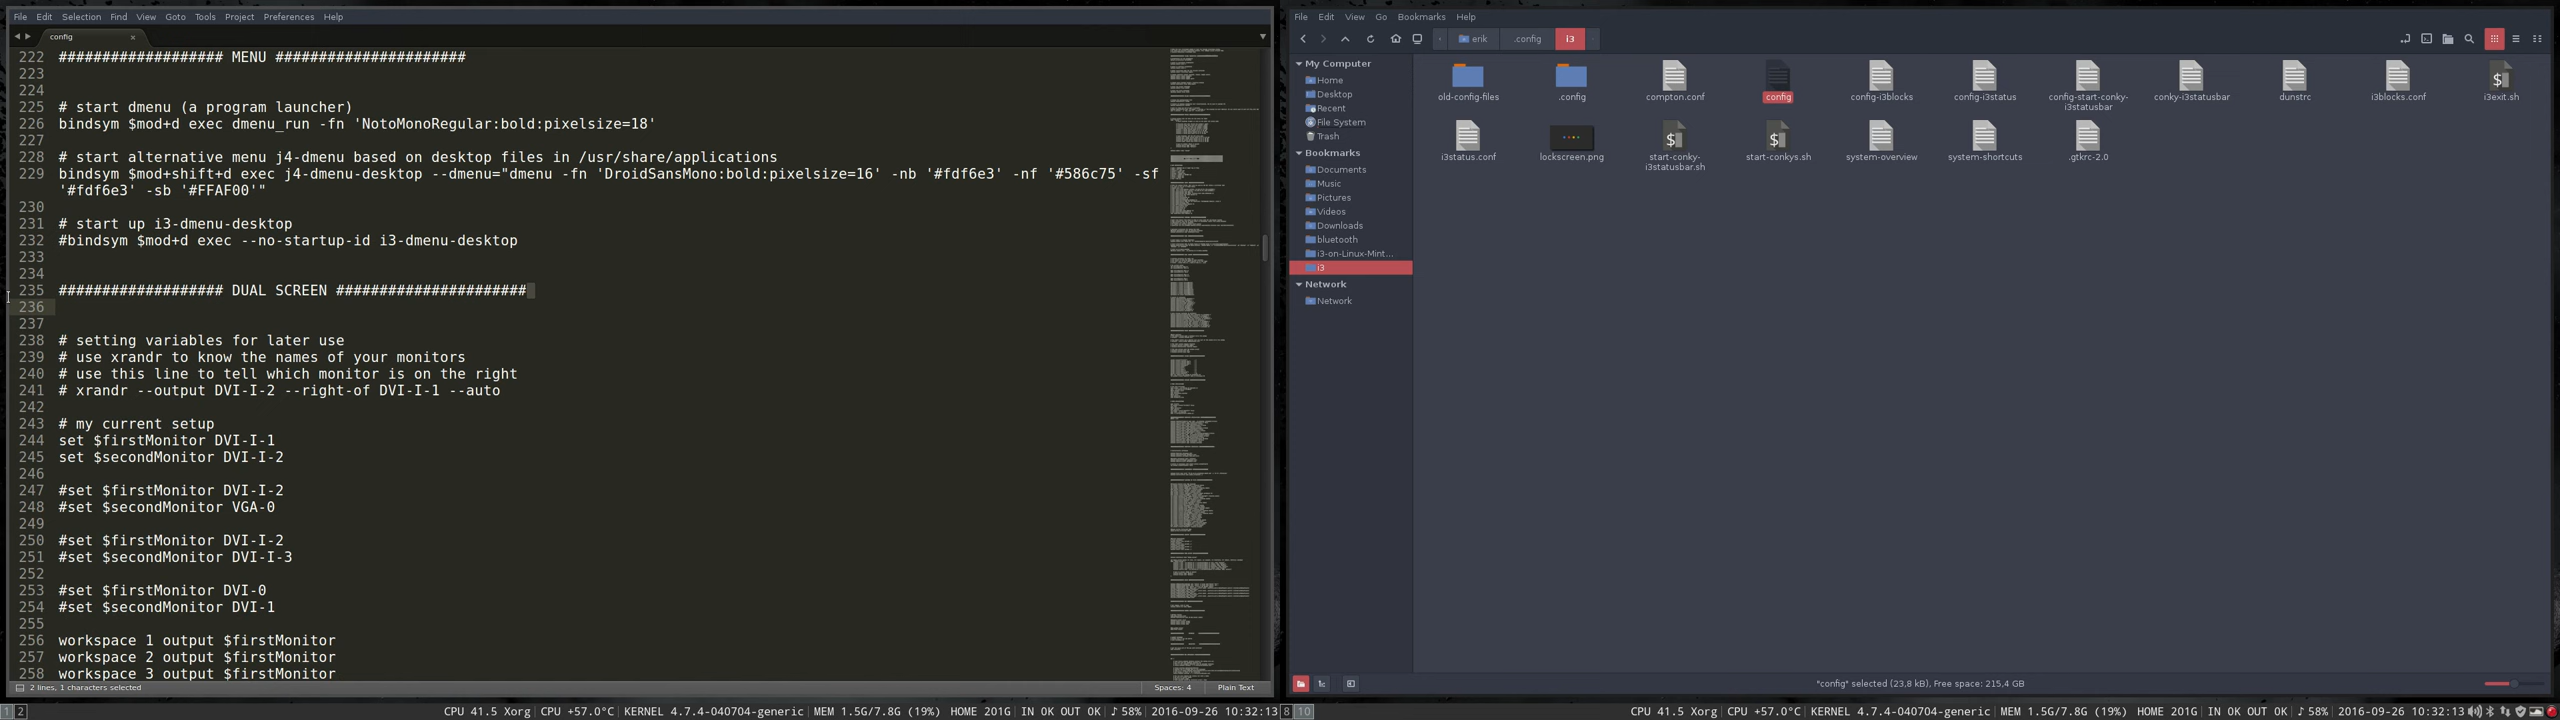 File Edit Selection Find View Goto Tools Project Preferences Help
config
222 ################### MENU ######################
223
224
225 # start dmenu (a program launcher)
226 bindsym $mod+d exec dmenu_run -fn 'NotoMonoRegular:bold:pixelsize=18'
227
228 # start alternative menu j4-dmenu based on desktop files in /usr/share/applications
229 bindsym $mod+shift+d exec j4-dmenu-desktop --dmenu="dmenu -fn 'DroidSansMono:bold:pixelsize=16' -nb '#fdf6e3' -nf '#586c75' -sf
'#fdf6e3' -sb '#FFAF00'"
230
231 # start up i3-dmenu-desktop
232 #bindsym $mod+d exec --no-startup-id i3-dmenu-desktop
233
234
235 ################### DUAL SCREEN ######################
236
237
238 # setting variables for later use
239 # use xrandr to know the names of your monitors
240 # use this line to tell which monitor is on the right
241 # xrandr --output DVI-I-2 --right-of DVI-I-1 --auto
242
243 # my current setup
244 set $firstMonitor DVI-I-1
245 set $secondMonitor DVI-I-2
246
247 #set $firstMonitor DVI-I-2
248 #set $secondMonitor VGA-0
249
250 #set $firstMonitor DVI-I-2
251 #set $secondMonitor DVI-I-3
252
253 #set $firstMonitor DVI-0
254 #set $secondMonitor DVI-1
255
256 workspace 1 output $firstMonitor
257 workspace 2 output $firstMonitor
258 workspace 3 output $firstMonitor
2 lines, 1 characters selected
Spaces: 4 Plain Text
File Edit View Go Bookmarks Help
erik .config i3
My Computer
Home
Desktop
Recent
File System
Trash
Bookmarks
Documents
Music
Pictures
Videos
Downloads
bluetooth
i3-on-Linux-Mint...
i3
Network
Network
old-config-files
.config
compton.conf
config
config-i3blocks
config-i3status
config-start-conky-
i3statusbar
conky-i3statusbar
dunstrc
i3blocks.conf
i3exit.sh
i3status.conf
lockscreen.png
start-conky-
i3statusbar.sh
start-conkys.sh
system-overview
system-shortcuts
.gtkrc-2.0
"config" selected (23,8 kB), Free space: 215,4 GB
1 2
CPU 41.5 Xorg | CPU +57.0°C | KERNEL 4.7.4-040704-generic | MEM 1.5G/7.8G (19%) | HOME 201G | IN 0K OUT 0K | ♪ 58% | 2016-09-26 10:32:13
8 10
CPU 41.5 Xorg | CPU +57.0°C | KERNEL 4.7.4-040704-generic | MEM 1.5G/7.8G (19%) | HOME 201G | IN 0K OUT 0K | ♪ 58% | 2016-09-26 10:32:13